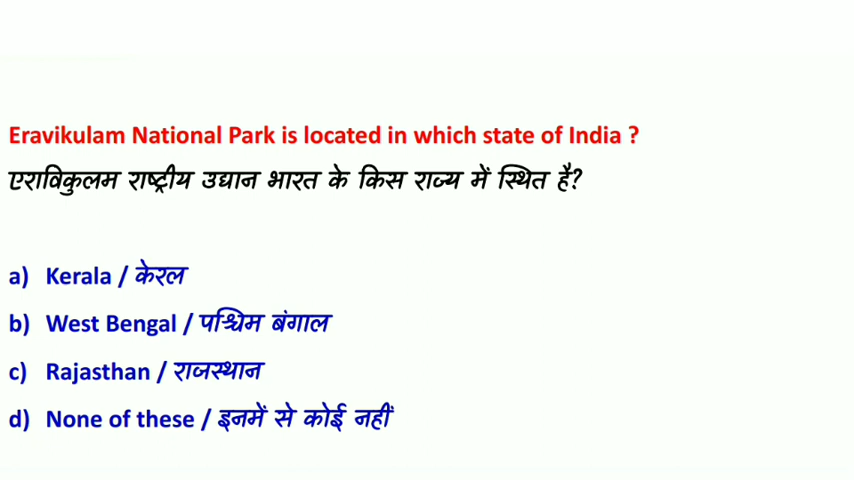 Eravikulam National Park is located in which state of India ?
एराविकुलम राष्ट्रीय उद्यान भारत के किस राज्य में स्थित है?
a) Kerala / केरल
b) West Bengal / पश्चिम बंगाल
c) Rajasthan / राजस्थान
d) None of these / इनमें से कोई नहीं